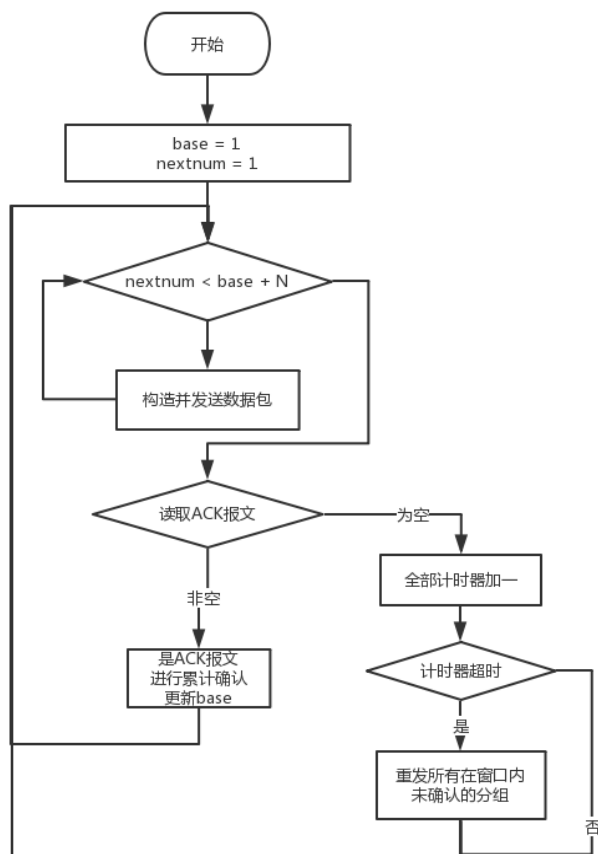 开始
base = 1
nextnum = 1
nextnum < base + N
构造并发送数据包
读取ACK报文
为空
全部计时器加一
非空
是ACK报文
进行累计确认
更新base
计时器超时
是
重发所有在窗口内
未确认的分组
否